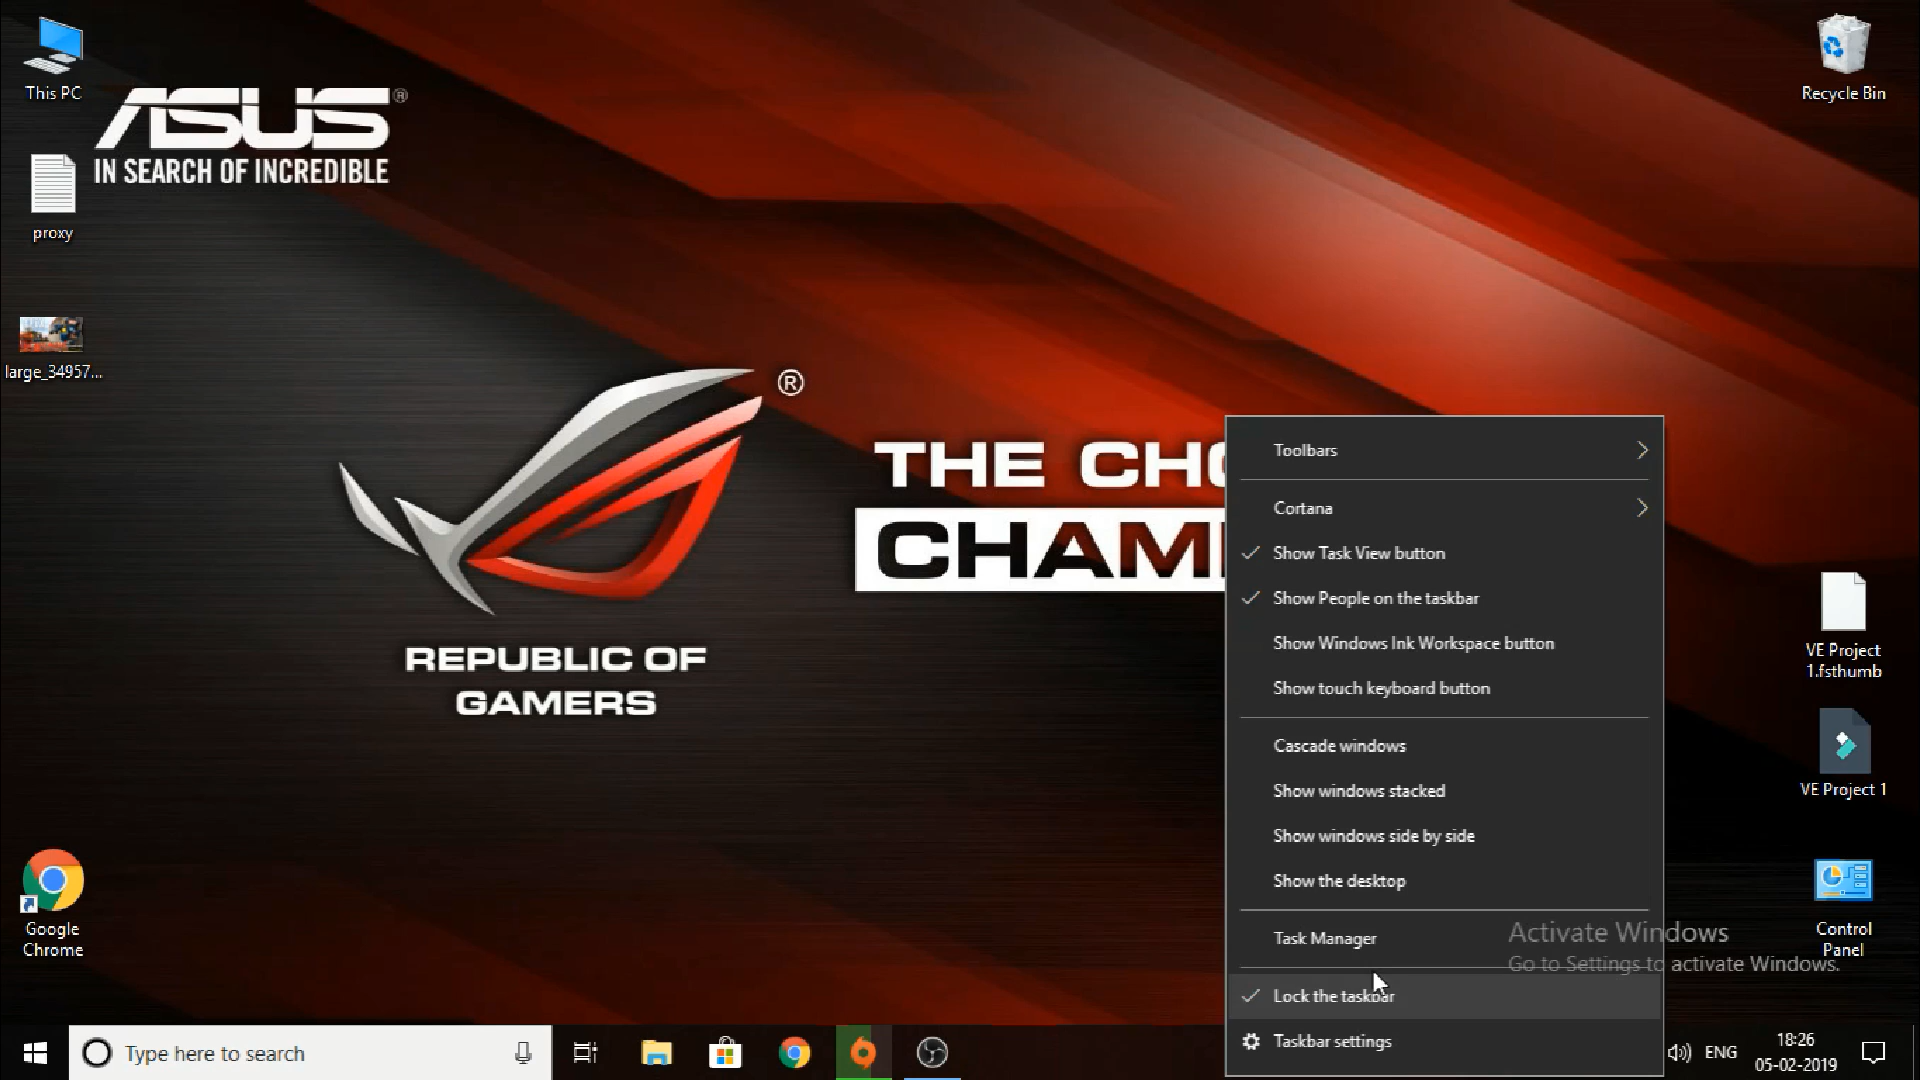 This PC
ASUS®
IN SEARCH OF INCREDIBLE
Recycle Bin
proxy
large_34957...
®
REPUBLIC OF
GAMERS
THE CHO
CHAM
Toolbars
Cortana
Show Task View button
Show People on the taskbar
Show Windows Ink Workspace button
Show touch keyboard button
Cascade windows
Show windows stacked
Show windows side by side
Show the desktop
Task Manager
Lock the taskbar
Taskbar settings
VE Project
1.fsthumb
VE Project 1
Control
Panel
Activate Windows
Go to Settings to activate Windows.
Google
Chrome
Type here to search
ENG
18:26
05-02-2019